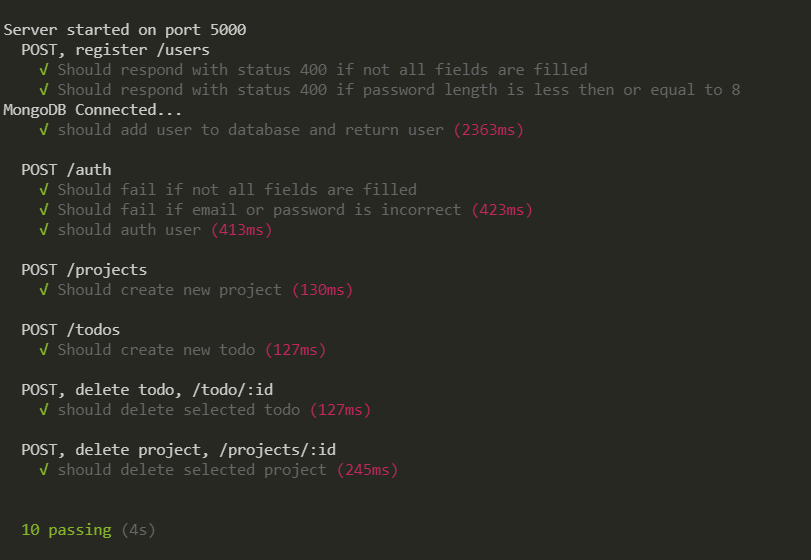 Server started on port 5000
POST, register /users
√ Should respond with status 400 if not all fields are filled
√ Should respond with status 400 if password length is less then or equal to 8
MongoDB Connected...
√ should add user to database and return user (2363ms)
POST /auth
√ Should fail if not all fields are filled
√ Should fail if email or password is incorrect (423ms)
√ should auth user (413ms)
POST /projects
√ Should create new project (130ms)
POST /todos
√ Should create new todo (127ms)
POST, delete todo, /todo/:id
√ should delete selected todo (127ms)
POST, delete project, /projects/:id
√ should delete selected project (245ms)
10 passing (4s)